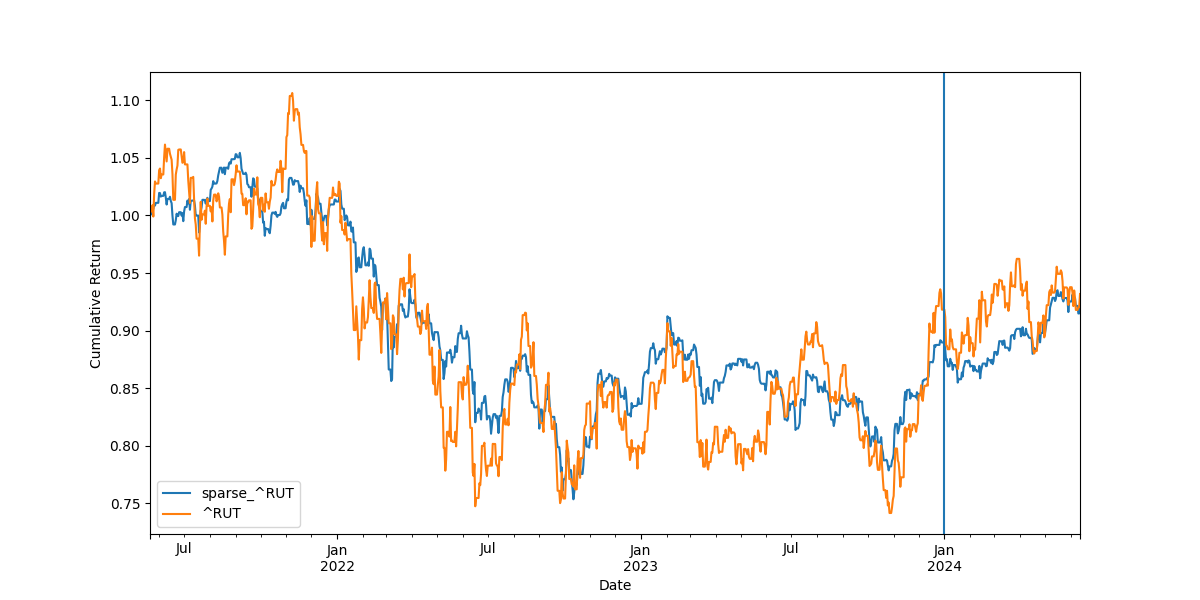 1.10
1.05
1.00
0.95
0.90
0.85
0.80
0.75
Cumulative Return
sparse_^RUT
^RUT
Jul
Jan
2022
Jul
Jan
2023
Jul
Jan
2024
Date